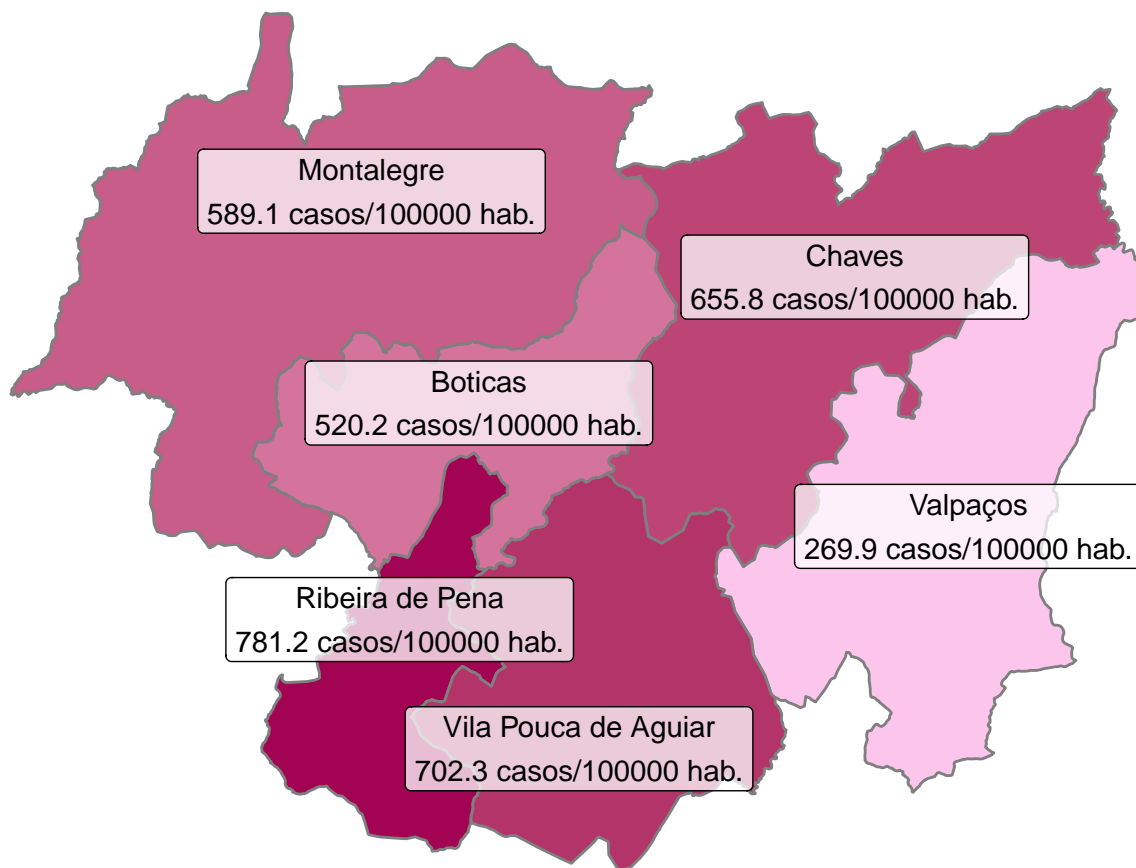 Montalegre
589.1 casos/100000 hab.
Chaves
655.8 casos/100000 hab.
Boticas
520.2 casos/100000 hab.
Valpaços
269.9 casos/100000 hab.
Ribeira de Pena
781.2 casos/100000 hab.
Vila Pouca de Aguiar
702.3 casos/100000 hab.